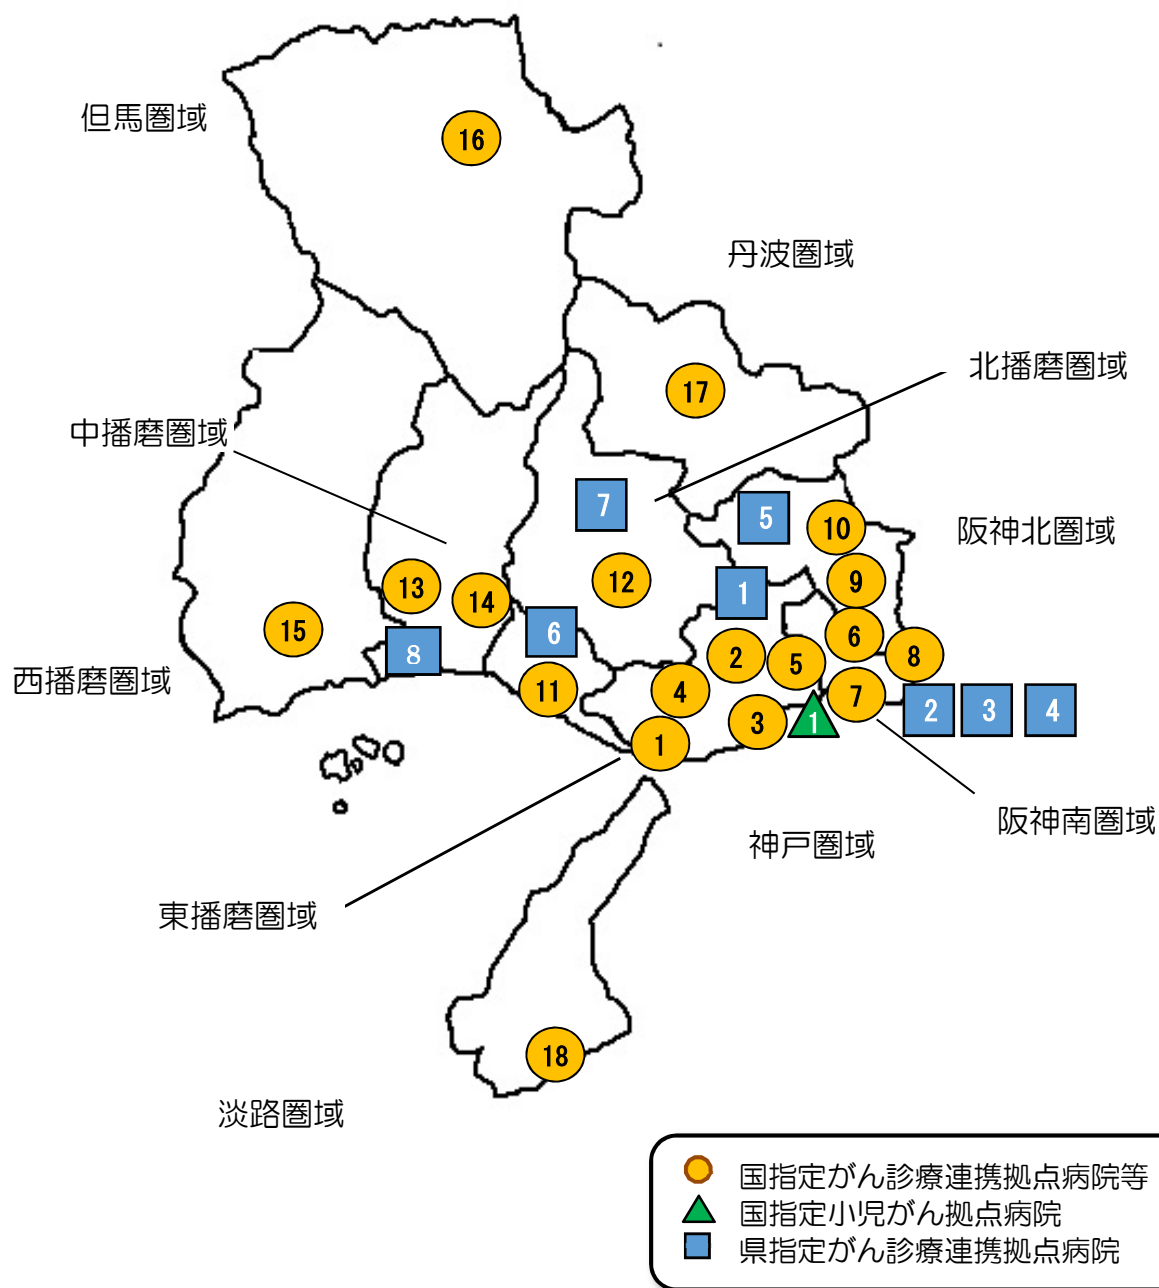 但馬圏域
16
丹波圏域
北播磨圏域
17
中播磨圏域
7
5
10
阪神北圏域
13
14
12
1
9
15
8
6
2
5
6
8
西播磨圏域
11
4
3
1
7
2
3
4
1
阪神南圏域
神戸圏域
東播磨圏域
18
淡路圏域
国指定がん診療連携拠点病院等
国指定小児がん拠点病院
県指定がん診療連携拠点病院